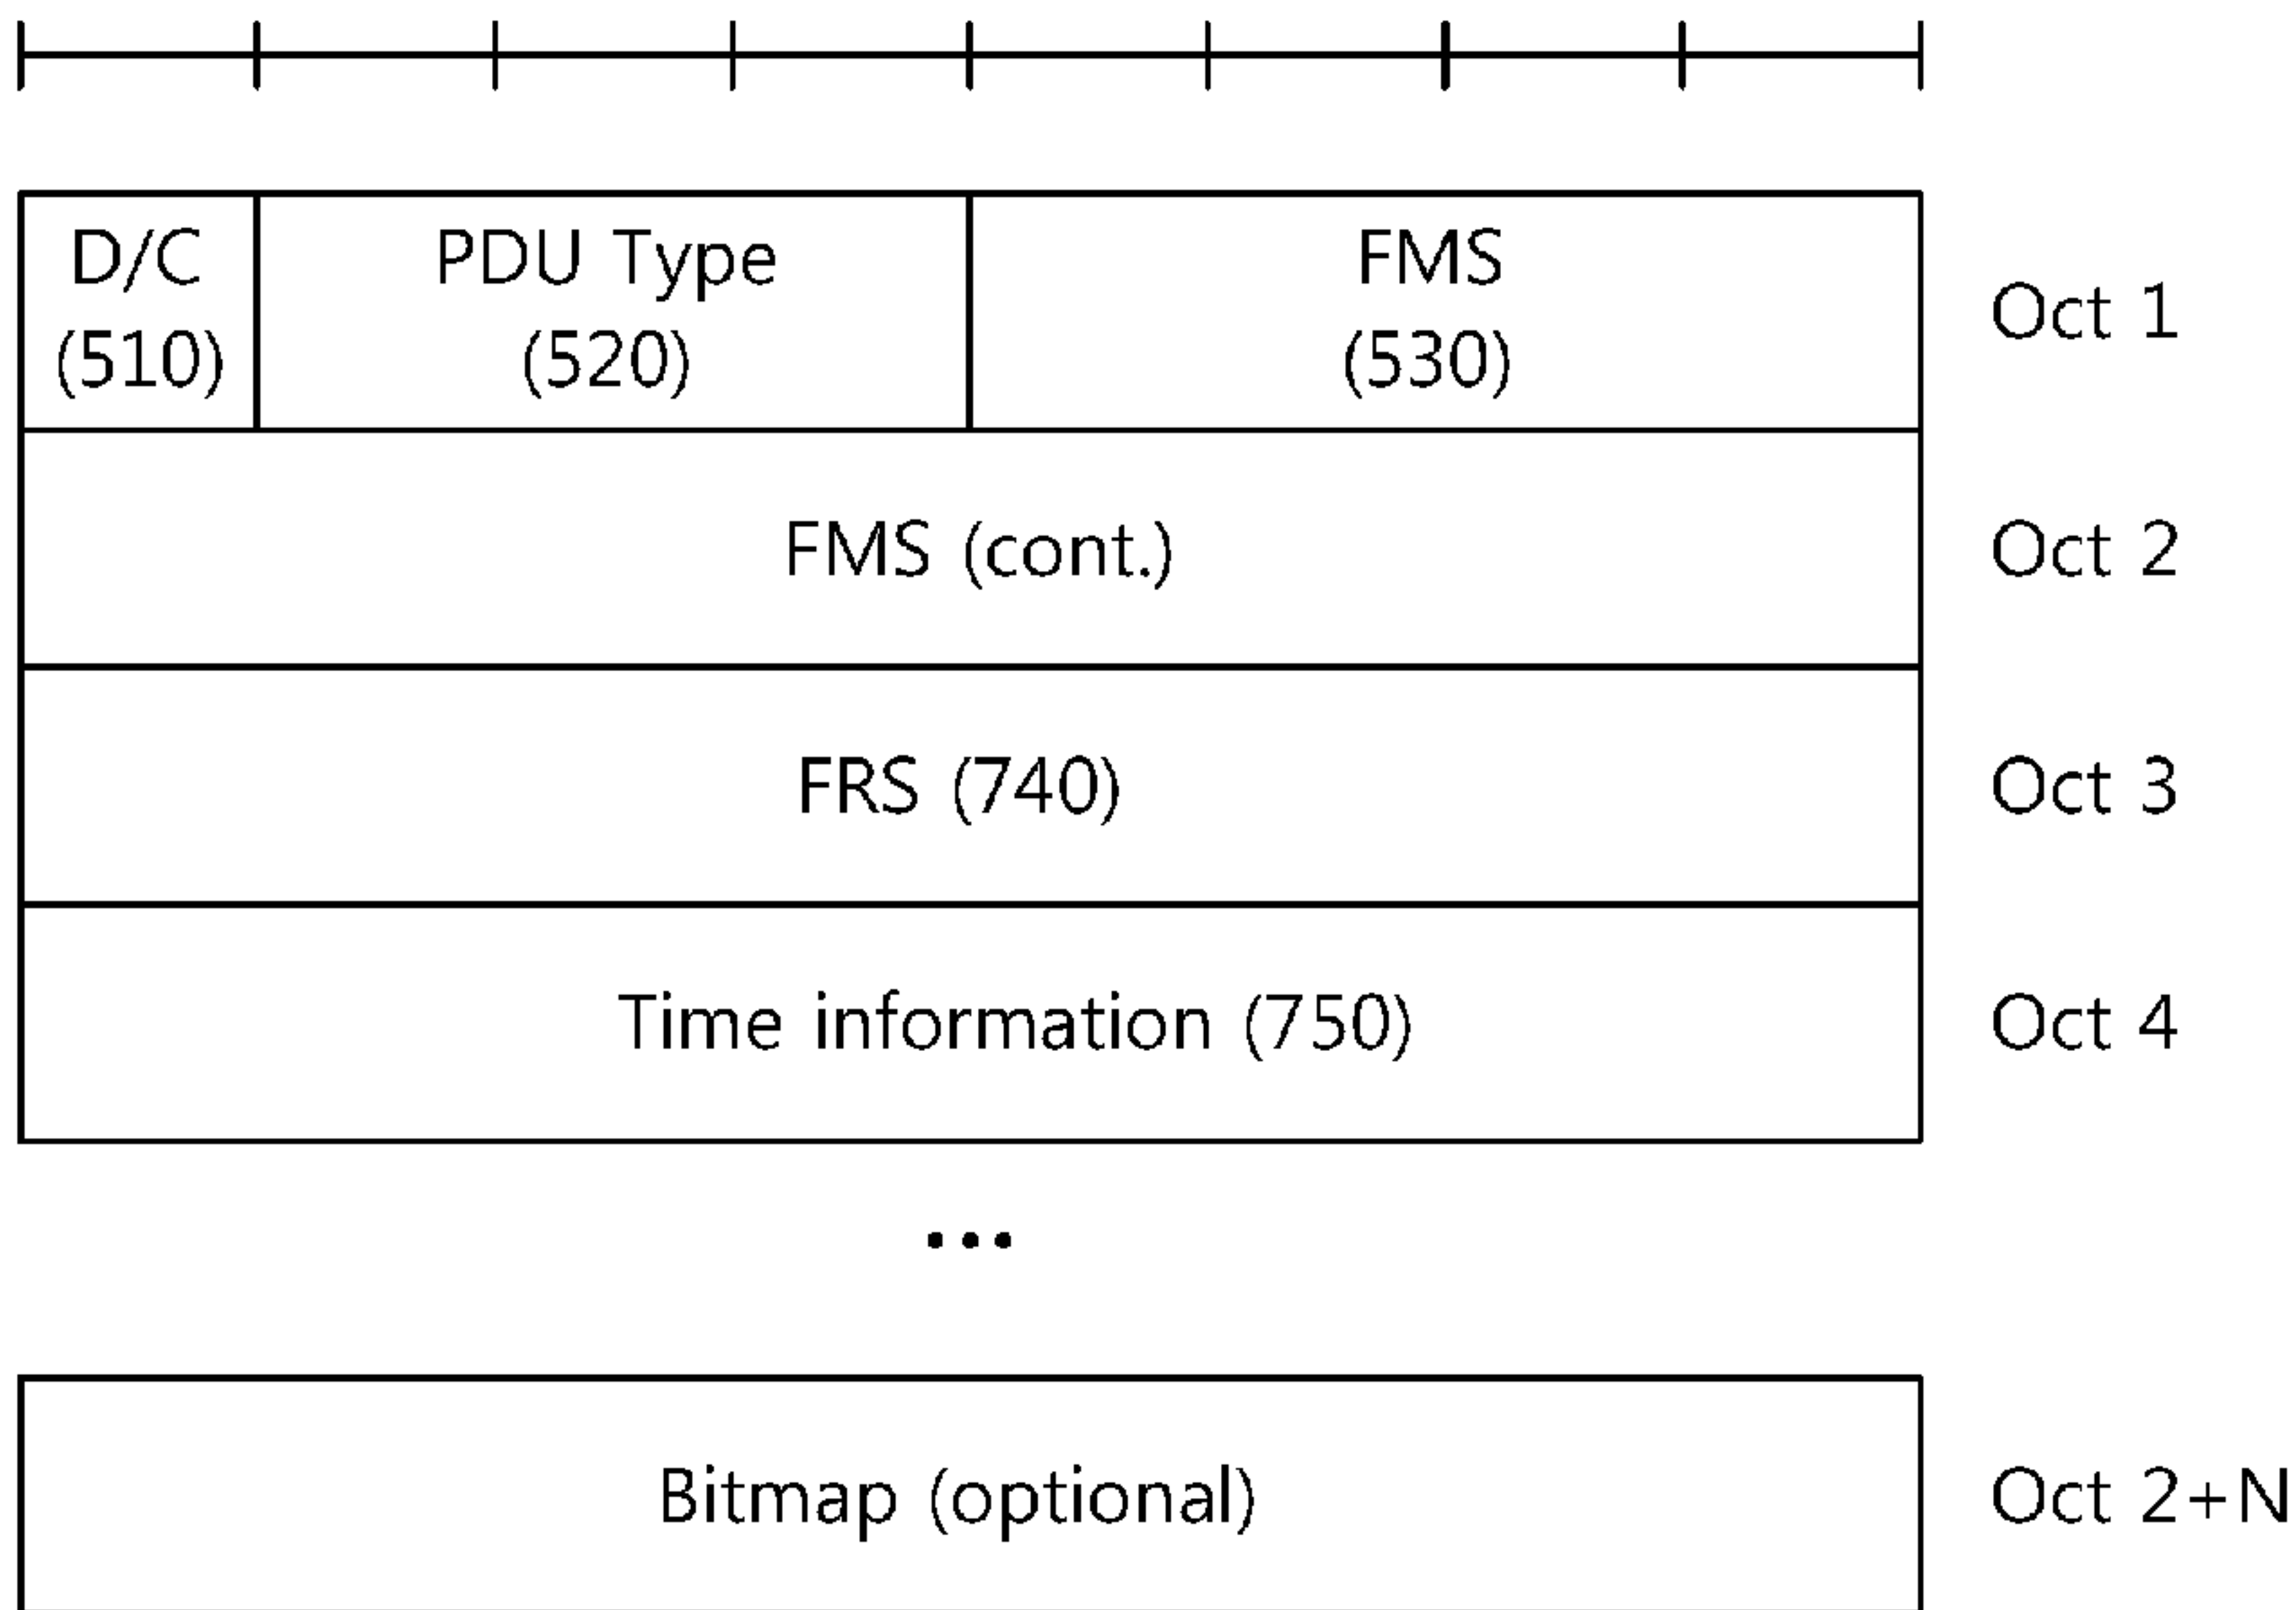 D/C PDU Type FMS
(510) (520) (530) Oct 1
FMS (cont.) Oct 2
FRS (740) Oct 3
Time information (750) Oct 4
...
Bitmap (optional) Oct 2+N